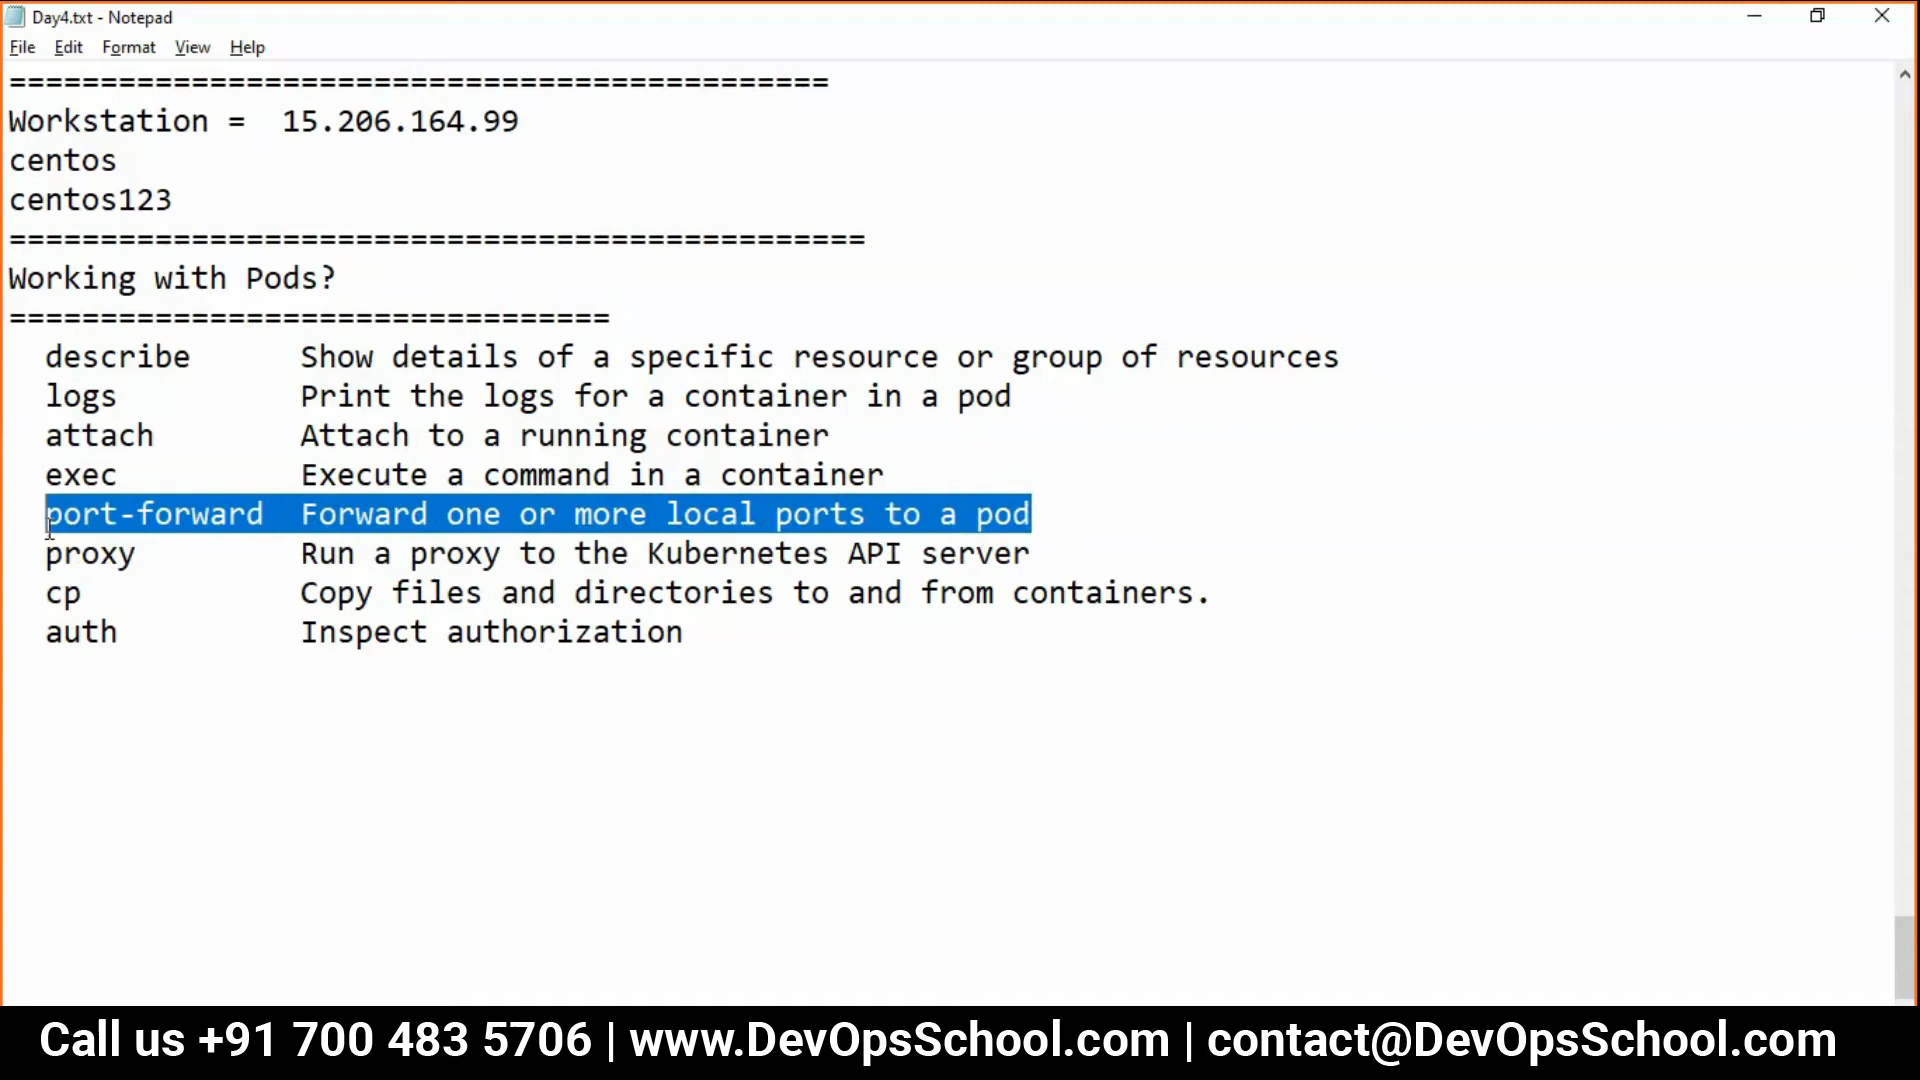 Day4.txt - Notepad
File Edit Format View Help
=============================================
Workstation =  15.206.164.99
centos
centos123
===============================================
Working with Pods?
=================================
  describe      Show details of a specific resource or group of resources
  logs          Print the logs for a container in a pod
  attach        Attach to a running container
  exec          Execute a command in a container
  port-forward  Forward one or more local ports to a pod
  proxy         Run a proxy to the Kubernetes API server
  cp            Copy files and directories to and from containers.
  auth          Inspect authorization
Call us +91 700 483 5706 | www.DevOpsSchool.com | contact@DevOpsSchool.com